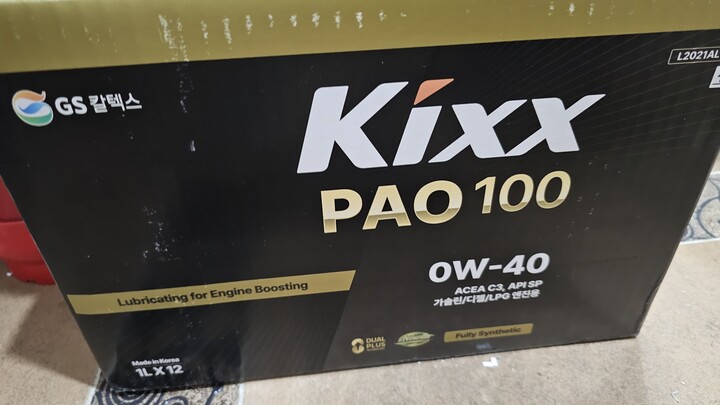 L2021AL
GS 칼텍스
Kixx
PAO 100
0W-40
ACEA C3, API SP
가솔린/디젤/LPG 엔진용
Lubricating for Engine Boosting
DUAL
PLUS
Fully Synthetic
Made in Korea
1L X 12